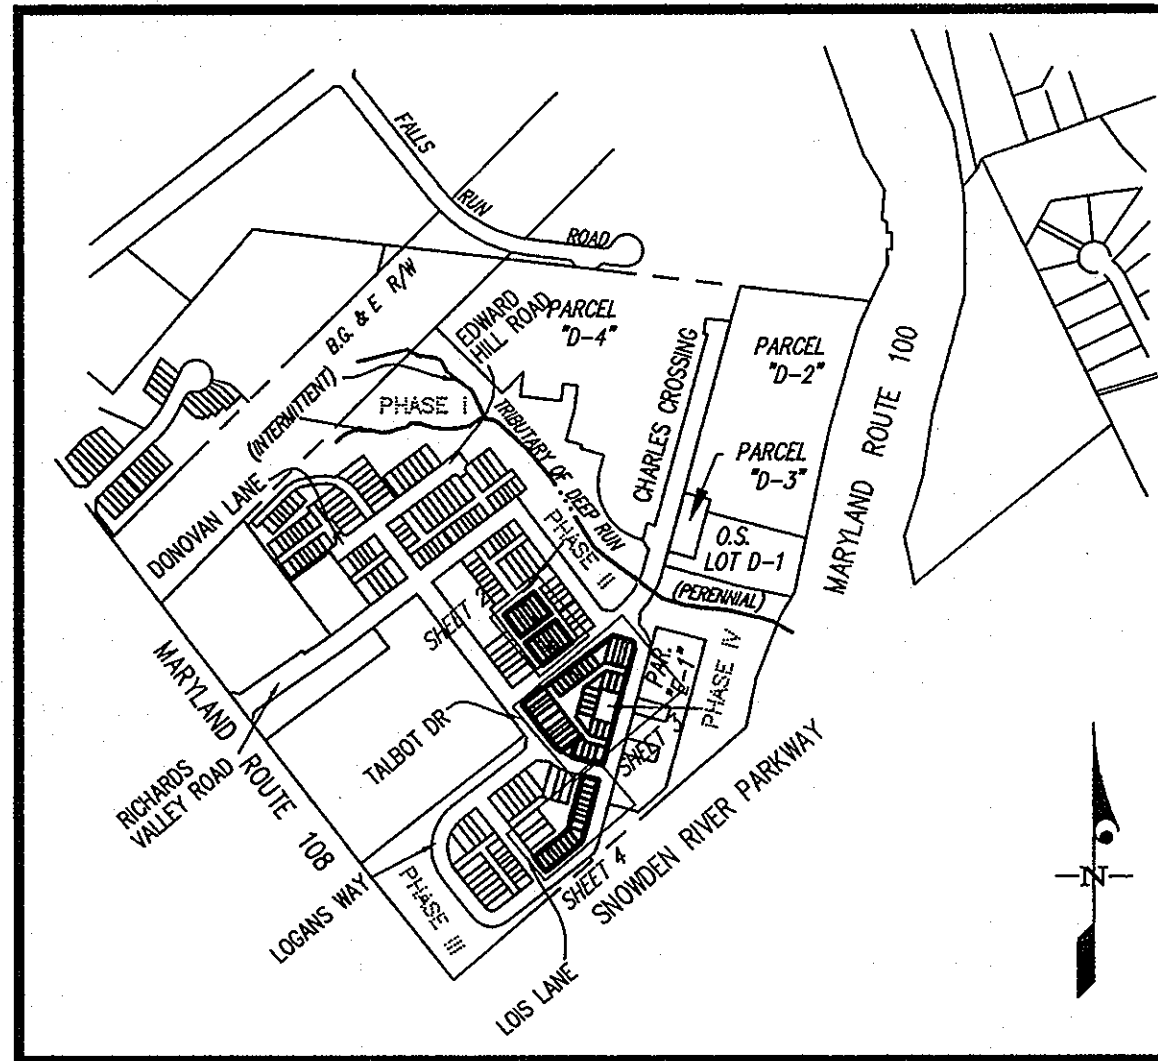 FALLS
RUN
ROAD
B.G. & E R/W
EDWARD
HILL ROAD
PARCEL
"D-4"
CHARLES CROSSING
PARCEL
"D-2"
MARYLAND ROUTE 100
(INTERMITTENT)
PHASE I
TRIBUTARY OF DEEP RUN
PARCEL
"D-3"
DONOVAN LANE
O.S.
LOT D-1
PHASE II
(PERENNIAL)
SHEET 2
MARYLAND ROUTE 108
PAR.
"E-1"
PHASE IV
TALBOT DR
SHEET 3
RICHARDS
VALLEY ROAD
SNOWDEN RIVER PARKWAY
SHEET 4
LOGANS WAY
PHASE III
LOIS LANE
N